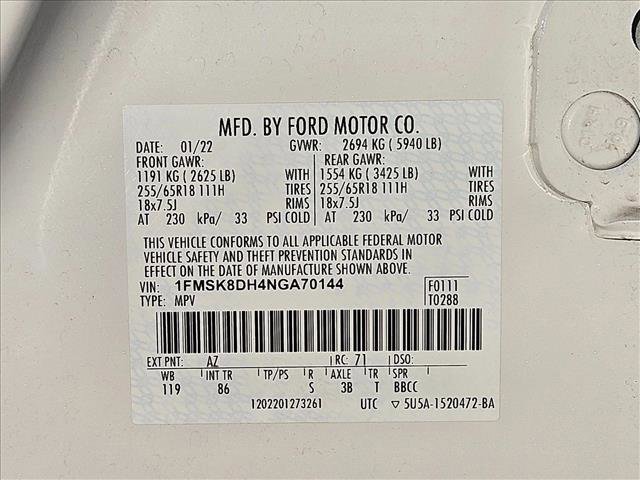 MFD. BY FORD MOTOR CO.
DATE: 01/22 GVWR: 2694 KG ( 5940 LB)
FRONT GAWR: REAR GAWR:
1191 KG ( 2625 LB) WITH 1554 KG ( 3425 LB) WITH
255/65R18 111H TIRES 255/65R18 111H TIRES
18x7.5J RIMS 18x7.5J RIMS
AT 230 kPa/ 33 PSI COLD AT 230 kPa/ 33 PSI COLD
THIS VEHICLE CONFORMS TO ALL APPLICABLE FEDERAL MOTOR
VEHICLE SAFETY AND THEFT PREVENTION STANDARDS IN
EFFECT ON THE DATE OF MANUFACTURE SHOWN ABOVE.
VIN: 1FMSK8DH4NGA70144 F0111
TYPE: MPV T0288
EXT PNT: AZ RC: 71 DSO:
WB INT TR TP/PS R AXLE TR SPR
119 86 S 3B T BBCC
1202201273261 UTC ▽ 5U5A-1520472-BA